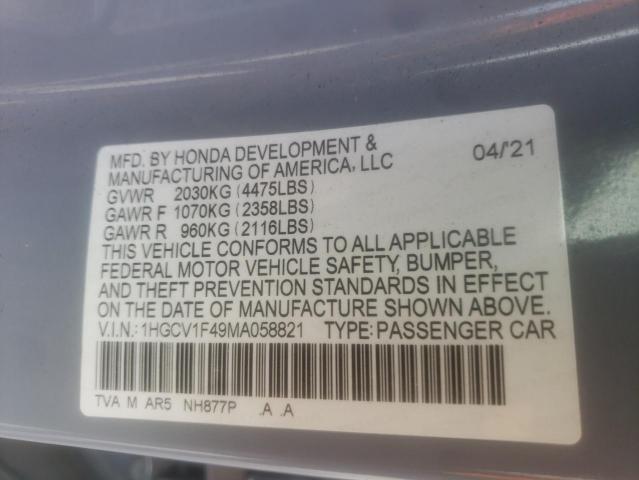 MFD. BY HONDA DEVELOPMENT &
MANUFACTURING OF AMERICA, LLC 04/'21
GVWR 2030KG (4475LBS)
GAWR F 1070KG (2358LBS)
GAWR R 960KG (2116LBS)
THIS VEHICLE CONFORMS TO ALL APPLICABLE
FEDERAL MOTOR VEHICLE SAFETY, BUMPER,
AND THEFT PREVENTION STANDARDS IN EFFECT
ON THE DATE OF MANUFACTURE SHOWN ABOVE.
V.I.N.: 1HGCV1F49MA058821 TYPE: PASSENGER CAR
TVA M AR5 NH877P .A .A